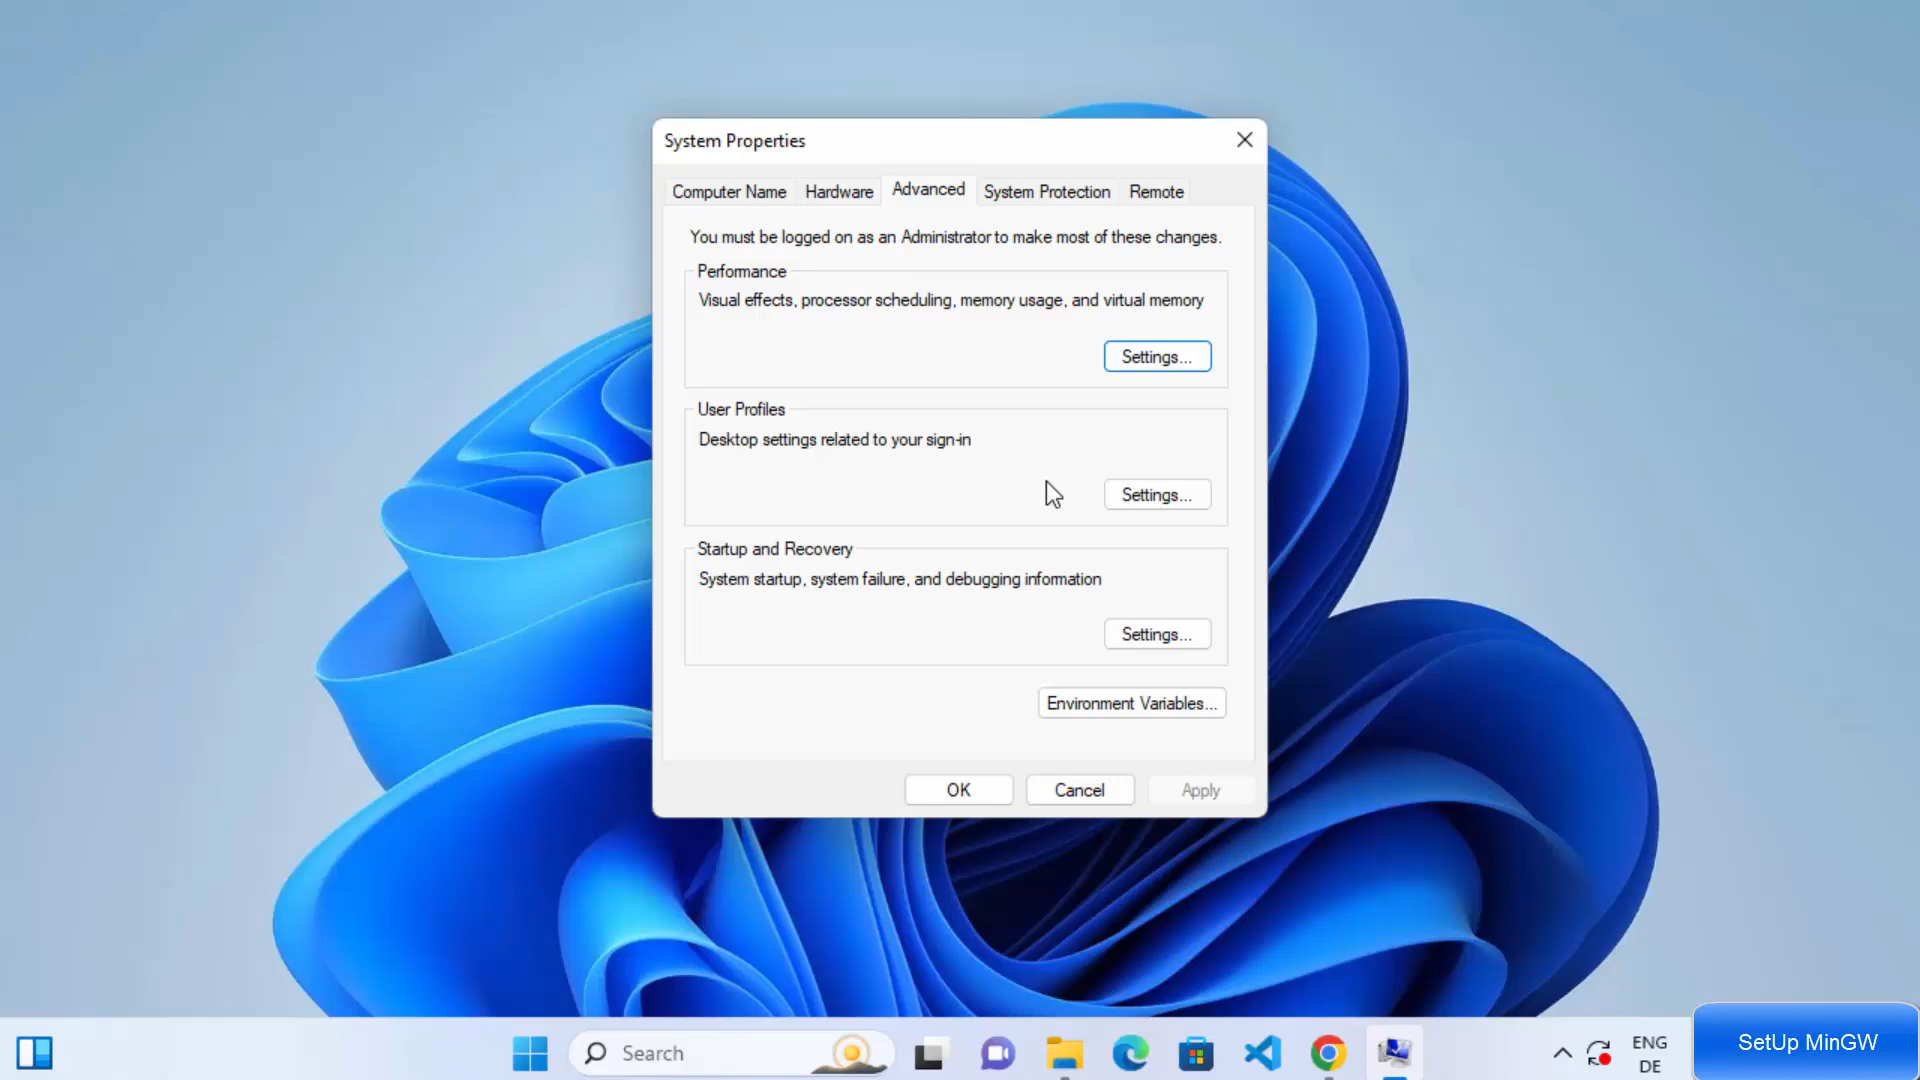 System Properties
Computer Name
Hardware
Advanced
System Protection
Remote
You must be logged on as an Administrator to make most of these changes.
Performance
Visual effects, processor scheduling, memory usage, and virtual memory
Settings...
User Profiles
Desktop settings related to your sign-in
Settings...
Startup and Recovery
System startup, system failure, and debugging information
Settings...
Environment Variables...
OK
Cancel
Apply
Search
ENG
DE
SetUp MinGW